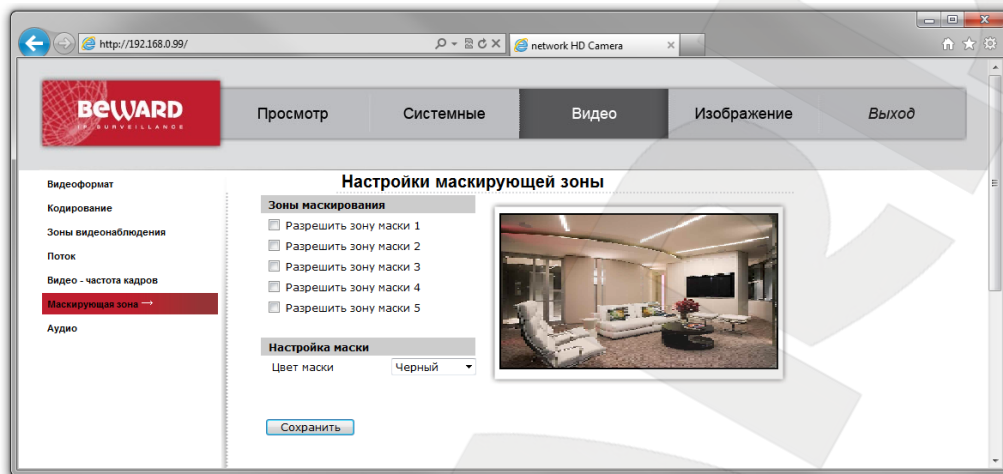 http://192.168.0.99/
network HD Camera
BEWARD
IP SURVEILLANCE
Просмотр
Системные
Видео
Изображение
Выход
Видеоформат
Кодирование
Зоны видеонаблюдения
Поток
Видео - частота кадров
Маскирующая зона →
Аудио
Настройки маскирующей зоны
Зоны маскирования
Разрешить зону маски 1
Разрешить зону маски 2
Разрешить зону маски 3
Разрешить зону маски 4
Разрешить зону маски 5
Настройка маски
Цвет маски Черный
Сохранить